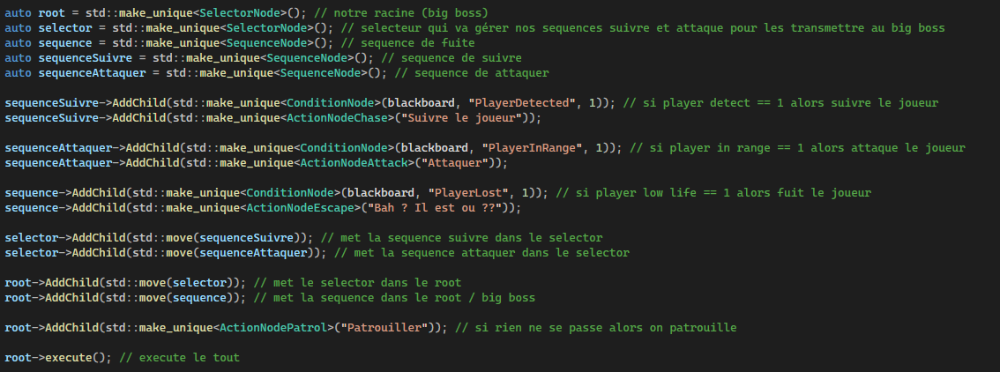 auto root = std::make_unique<SelectorNode>(); // notre racine (big boss)
auto selector = std::make_unique<SelectorNode>(); // selecteur qui va gérer nos sequences suivre et attaque pour les transmettre au big boss
auto sequence = std::make_unique<SequenceNode>(); // sequence de fuite
auto sequenceSuivre = std::make_unique<SequenceNode>(); // sequence de suivre
auto sequenceAttaquer = std::make_unique<SequenceNode>(); // sequence de attaquer

sequenceSuivre->AddChild(std::make_unique<ConditionNode>(blackboard, "PlayerDetected", 1)); // si player detect == 1 alors suivre le joueur
sequenceSuivre->AddChild(std::make_unique<ActionNodeChase>("Suivre le joueur"));

sequenceAttaquer->AddChild(std::make_unique<ConditionNode>(blackboard, "PlayerInRange", 1)); // si player in range == 1 alors attaque le joueur
sequenceAttaquer->AddChild(std::make_unique<ActionNodeAttack>("Attaquer"));

sequence->AddChild(std::make_unique<ConditionNode>(blackboard, "PlayerLost", 1)); // si player low life == 1 alors fuit le joueur
sequence->AddChild(std::make_unique<ActionNodeEscape>("Bah ? Il est ou ??"));

selector->AddChild(std::move(sequenceSuivre)); // met la sequence suivre dans le selector
selector->AddChild(std::move(sequenceAttaquer)); // met la sequence attaquer dans le selector

root->AddChild(std::move(selector)); // met le selector dans le root
root->AddChild(std::move(sequence)); // met la sequence dans le root / big boss

root->AddChild(std::make_unique<ActionNodePatrol>("Patrouiller")); // si rien ne se passe alors on patrouille

root->execute(); // execute le tout